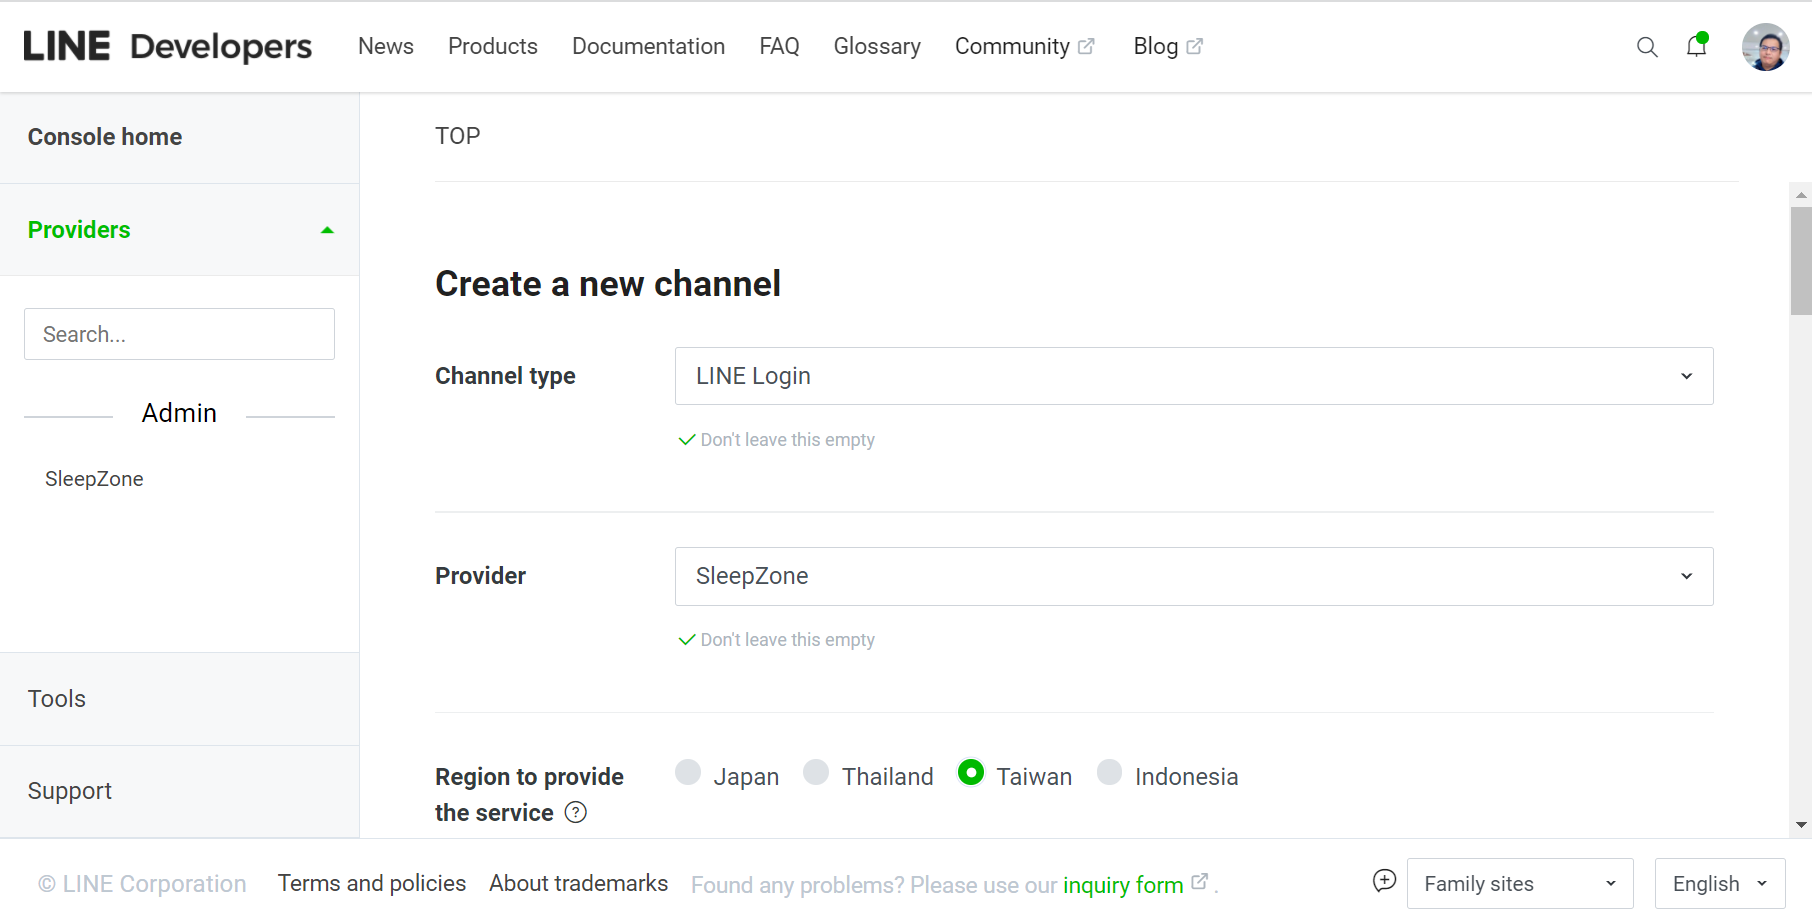 LINE Developers News Products Documentation FAQ Glossary Community Blog
Console home
Providers
Search...
Admin
SleepZone
Tools
Support
TOP
Create a new channel
Channel type LINE Login
Don't leave this empty
Provider SleepZone
Don't leave this empty
Region to provide Japan Thailand Taiwan Indonesia
the service ?
© LINE Corporation Terms and policies About trademarks Found any problems? Please use our inquiry form . Family sites English